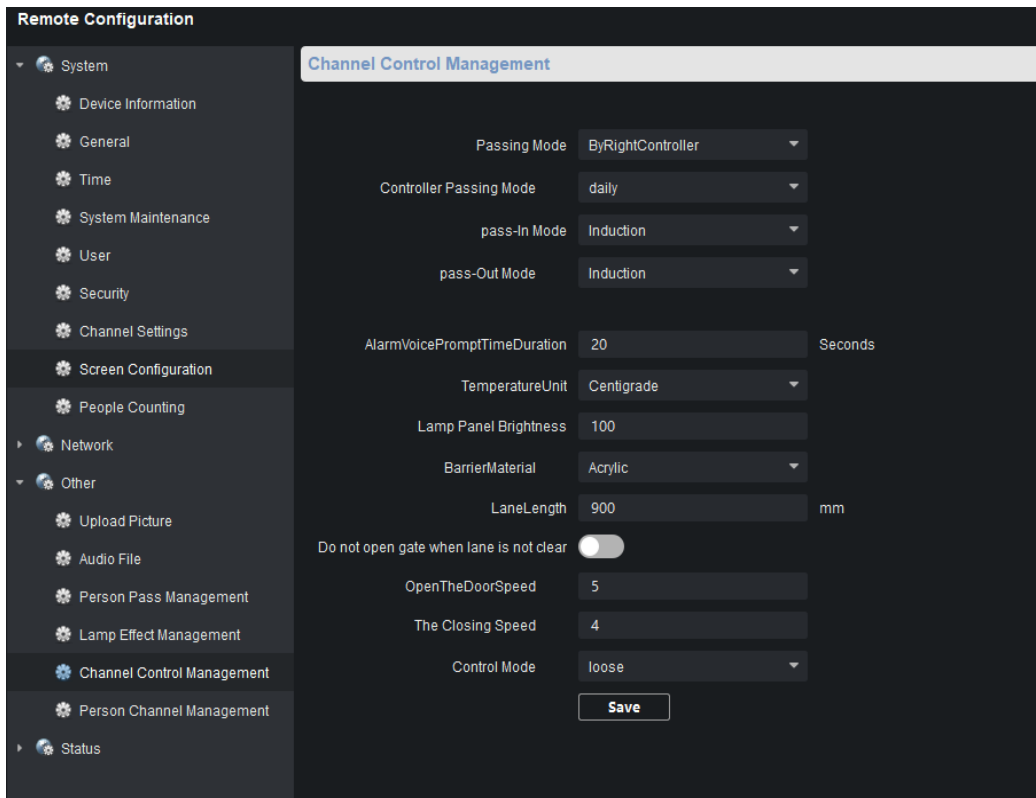 Remote Configuration
System
Device Information
General
Time
System Maintenance
User
Security
Channel Settings
Screen Configuration
People Counting
Network
Other
Upload Picture
Audio File
Person Pass Management
Lamp Effect Management
Channel Control Management
Person Channel Management
Status
Channel Control Management
Passing Mode ByRightController
Controller Passing Mode daily
pass-In Mode Induction
pass-Out Mode Induction
AlarmVoicePromptTimeDuration 20 Seconds
TemperatureUnit Centigrade
Lamp Panel Brightness 100
BarrierMaterial Acrylic
LaneLength 900 mm
Do not open gate when lane is not clear
OpenTheDoorSpeed 5
The Closing Speed 4
Control Mode loose
Save